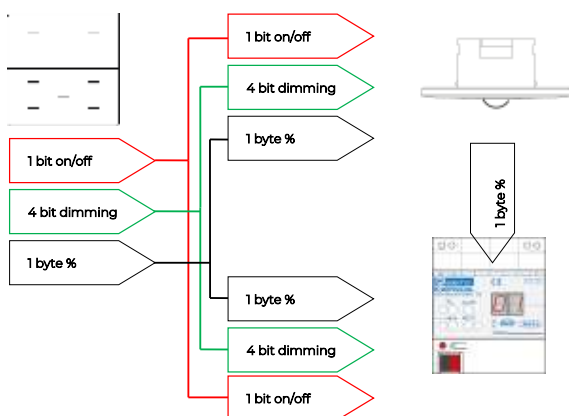 1 bit on/off
4 bit dimming
1 byte %
1 bit on/off
4 bit dimming
1 byte %
1 byte %
1 byte %
4 bit dimming
1 bit on/off